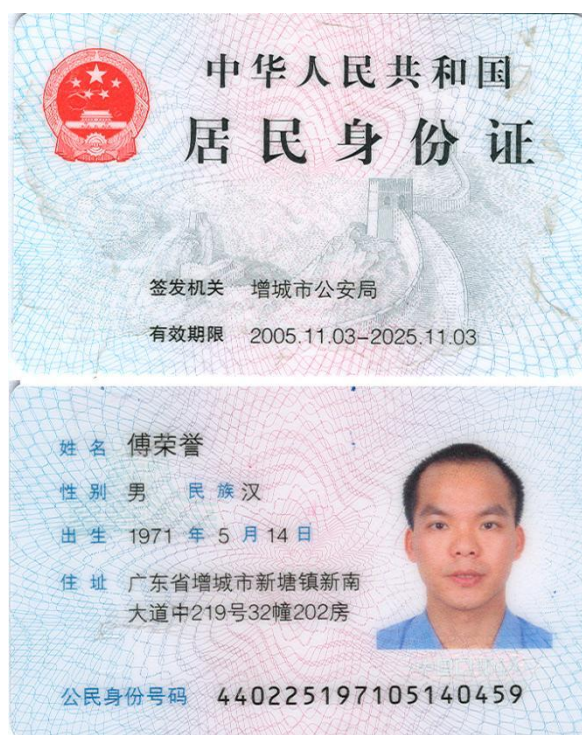 中华人民共和国
居民身份证
签发机关 增城市公安局
有效期限 2005.11.03-2025.11.03
姓名 傅荣誉
性别 男 民族 汉
出生 1971 年 5 月 14 日
住址 广东省增城市新塘镇新南
大道中219号32幢202房
公民身份号码 440225197105140459